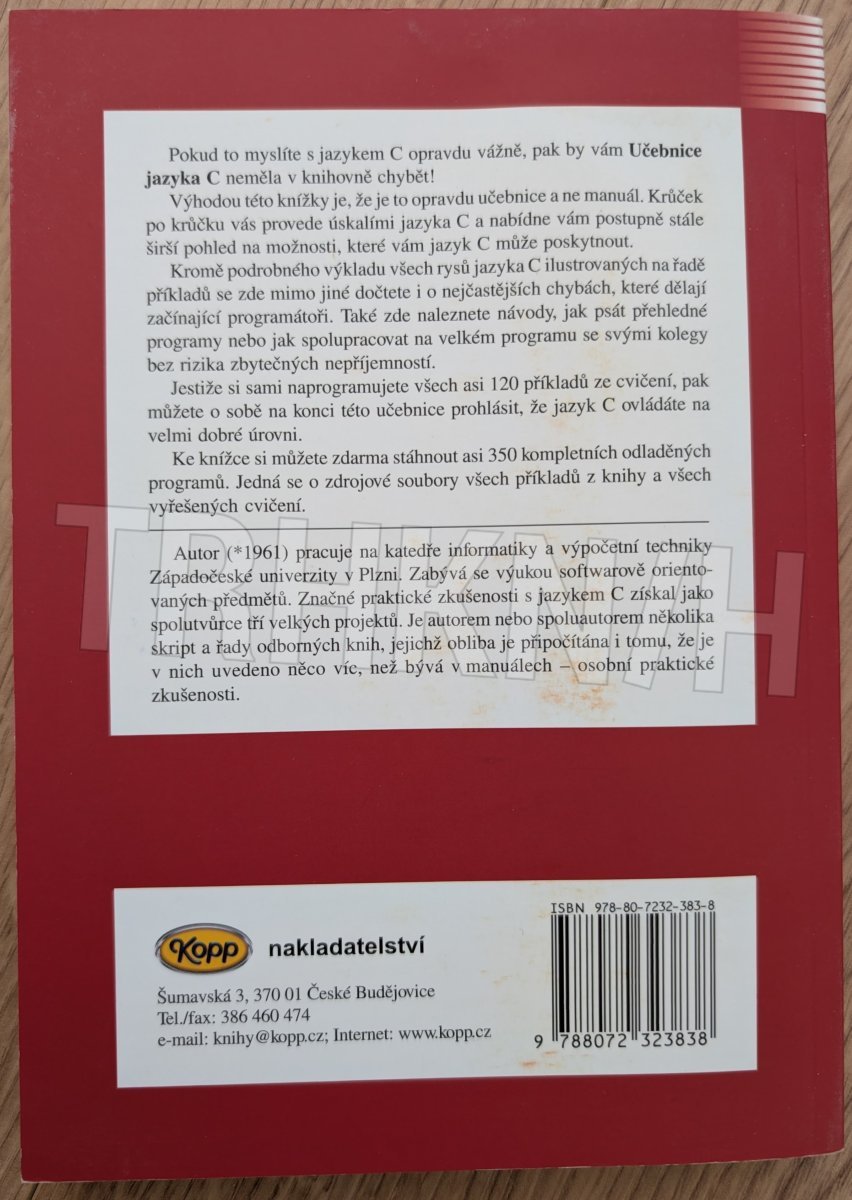 Pokud to myslíte s jazykem C opravdu vážně, pak by vám Učebnice
jazyka C neměla v knihovně chybět!
Výhodou této knížky je, že je to opravdu učebnice a ne manuál. Krůček
po krůčku vás provede úskalími jazyka C a nabídne vám postupně stále
širší pohled na možnosti, které vám jazyk C může poskytnout.
Kromě podrobného výkladu všech rysů jazyka C ilustrovaných na řadě
příkladů se zde mimo jiné dočtete i o nejčastějších chybách, které dělají
začínající programátoři. Také zde naleznete návody, jak psát přehledné
programy nebo jak spolupracovat na velkém programu se svými kolegy
bez rizika zbytečných nepříjemností.
Jestiže si sami naprogramujete všech asi 120 příkladů ze cvičení, pak
můžete o sobě na konci této učebnice prohlásit, že jazyk C ovládáte na
velmi dobré úrovni.
Ke knížce si můžete zdarma stáhnout asi 350 kompletních odladěných
programů. Jedná se o zdrojové soubory všech příkladů z knihy a všech
vyřešených cvičení.
Autor (*1961) pracuje na katedře informatiky a výpočetní techniky
Západočeské univerzity v Plzni. Zabývá se výukou softwarově oriento-
vaných předmětů. Značné praktické zkušenosti s jazykem C získal jako
spolutvůrce tří velkých projektů. Je autorem nebo spoluautorem několika
skript a řady odborných knih, jejichž obliba je připočítána i tomu, že je
v nich uvedeno něco víc, než bývá v manuálech – osobní praktické
zkušenosti.
TRHKNIH
Kopp nakladatelství
Šumavská 3, 370 01 České Budějovice
Tel./fax: 386 460 474
e-mail: knihy@kopp.cz; Internet: www.kopp.cz
ISBN 978-80-7232-383-8
9 788072 323838